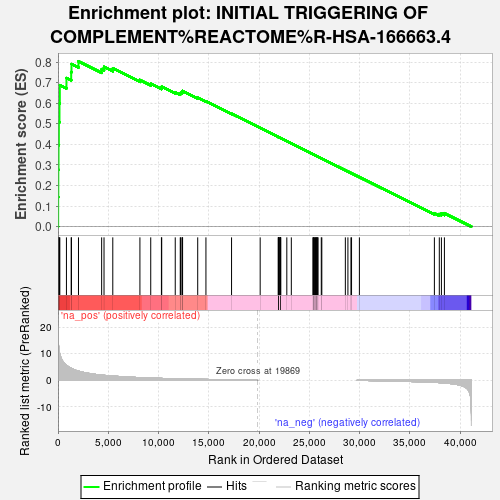 Enrichment plot: INITIAL TRIGGERING OF
COMPLEMENT%REACTOME%R-HSA-166663.4
Enrichment score (ES)
0.8
0.7
0.6
0.5
0.4
0.3
0.2
0.1
0.0
'na_pos' (positively correlated)
Ranked list metric (PreRanked)
20
10
0
-10
Zero cross at 19869
'na_neg' (negatively correlated)
0 5,000 10,000 15,000 20,000 25,000 30,000 35,000 40,000
Rank in Ordered Dataset
Enrichment profile Hits Ranking metric scores